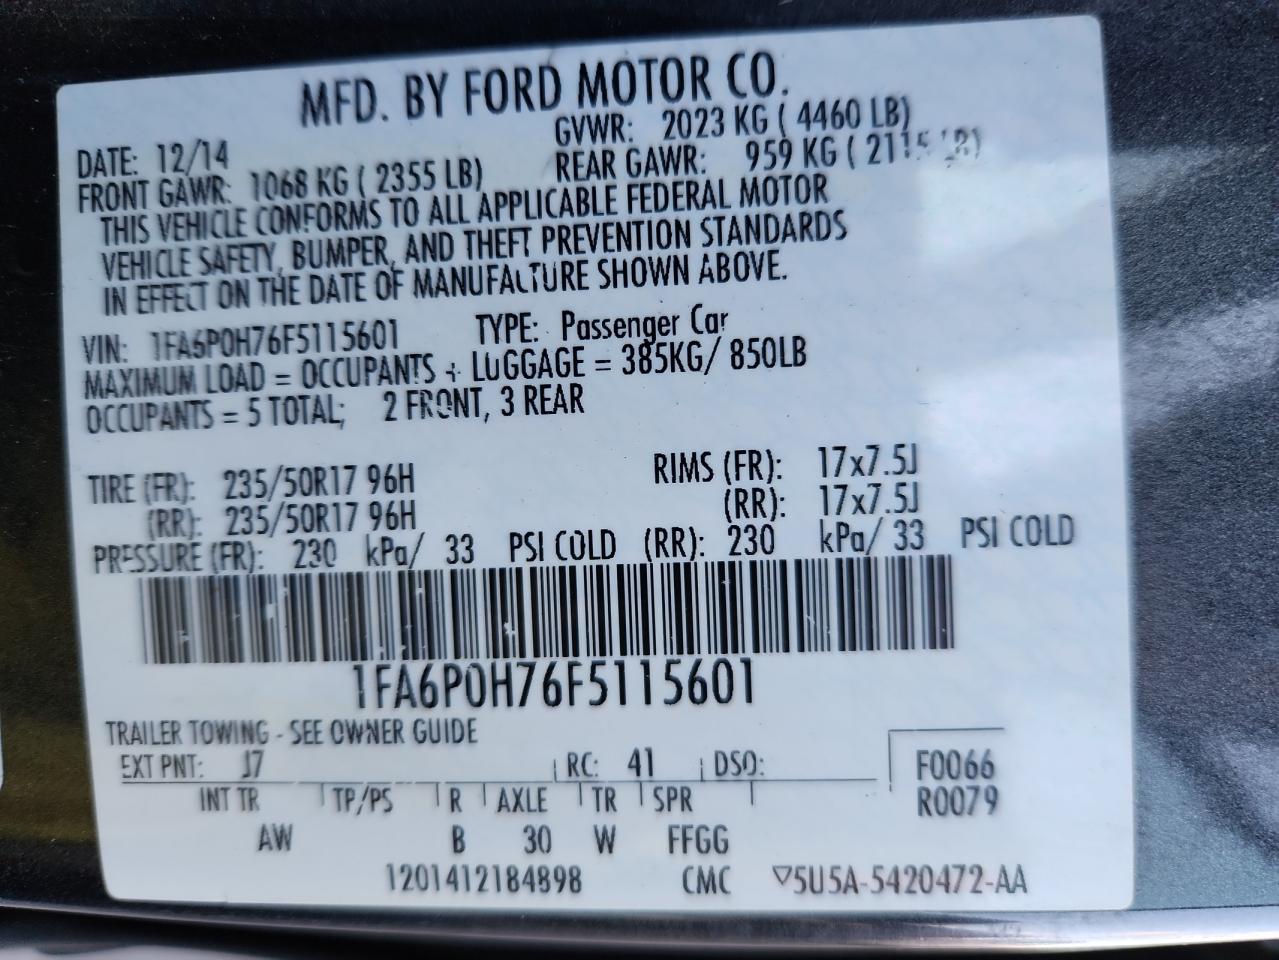 MFD. BY FORD MOTOR CO.
DATE: 12/14 GVWR: 2023 KG ( 4460 LB)
FRONT GAWR: 1068 KG ( 2355 LB) REAR GAWR: 959 KG ( 2115 LB)
THIS VEHICLE CONFORMS TO ALL APPLICABLE FEDERAL MOTOR
VEHICLE SAFETY, BUMPER, AND THEFT PREVENTION STANDARDS
IN EFFECT ON THE DATE OF MANUFACTURE SHOWN ABOVE.
VIN: 1FA6P0H76F5115601 TYPE: Passenger Car
MAXIMUM LOAD = OCCUPANTS + LUGGAGE = 385KG/ 850LB
OCCUPANTS = 5 TOTAL; 2 FRONT, 3 REAR
TIRE (FR): 235/50R17 96H RIMS (FR): 17x7.5J
(RR): 235/50R17 96H (RR): 17x7.5J
PRESSURE (FR): 230 kPa/ 33 PSI COLD (RR): 230 kPa/ 33 PSI COLD
1FA6P0H76F5115601
TRAILER TOWING - SEE OWNER GUIDE
EXT PNT: J7 RC: 41 DSO: F0066
INT TR TP/PS R AXLE TR SPR R0079
AW B 30 W FFGG
1201412184898 CMC ▽5U5A-5420472-AA